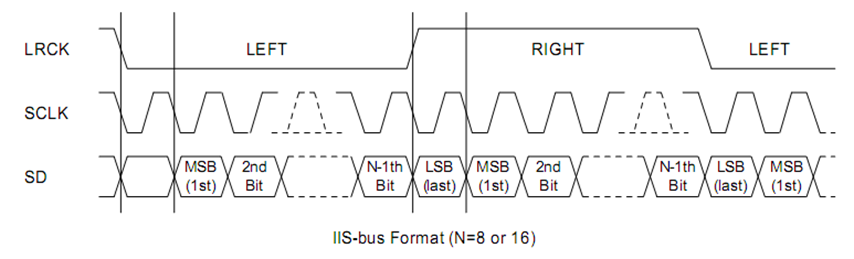 LRCK LEFT RIGHT LEFT
SCLK
SD MSB (1st) 2nd Bit N-1th Bit LSB (last) MSB (1st) 2nd Bit N-1th Bit LSB (last) MSB (1st)
IIS-bus Format (N=8 or 16)